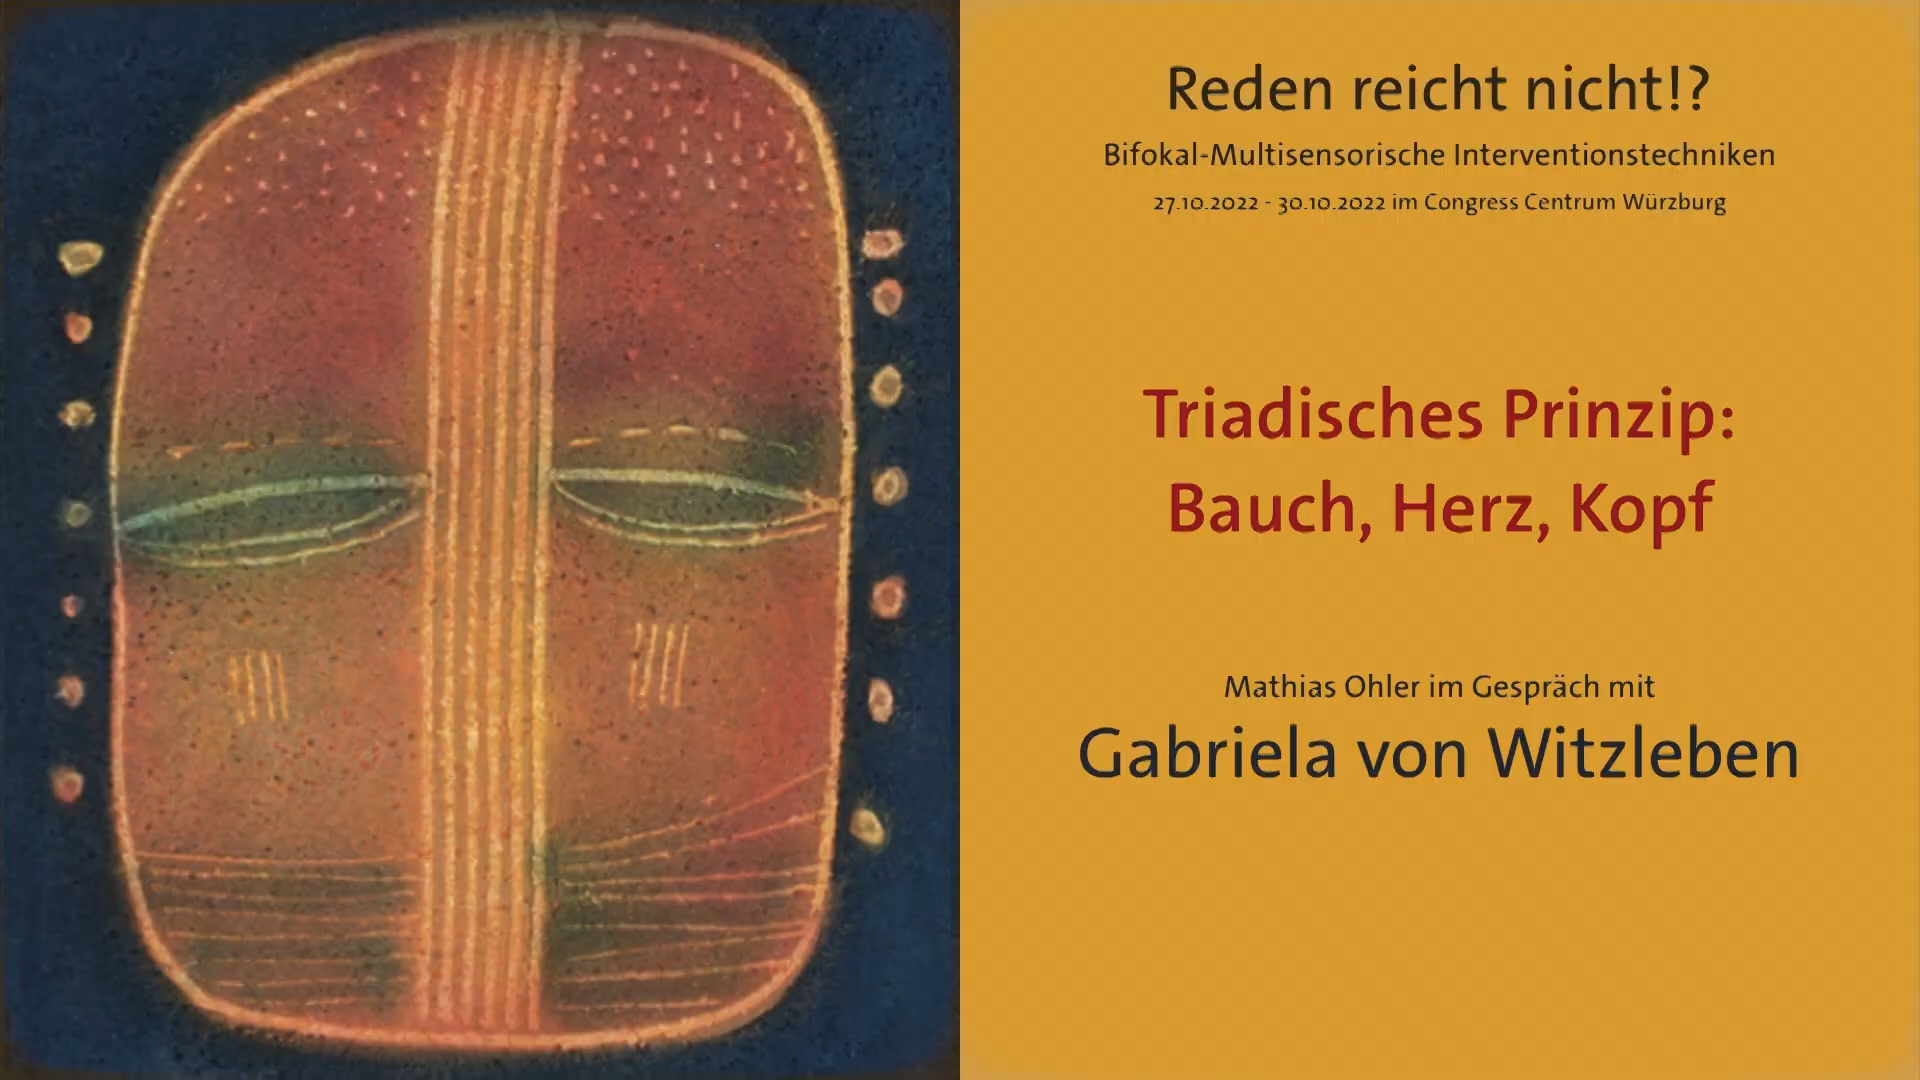 Reden reicht nicht!?
Bifokal-Multisensorische Interventionstechniken
27.10.2022 - 30.10.2022 im Congress Centrum Würzburg
Triadisches Prinzip:
Bauch, Herz, Kopf
Mathias Ohler im Gespräch mit
Gabriela von Witzleben